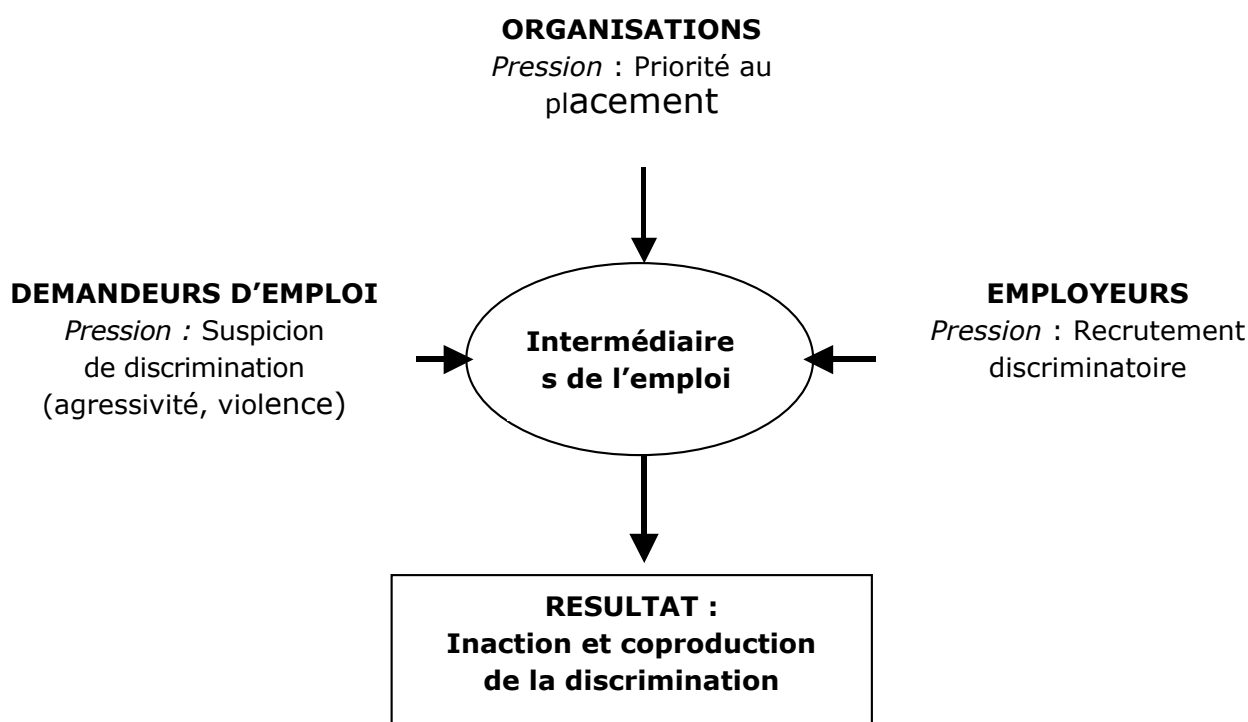 ORGANISATIONS
Pression : Priorité au
placement
DEMANDEURS D’EMPLOI
Pression : Suspicion
de discrimination
(agressivité, violence)
Intermédiaire
s de l’emploi
EMPLOYEURS
Pression : Recrutement
discriminatoire
RESULTAT :
Inaction et coproduction
de la discrimination